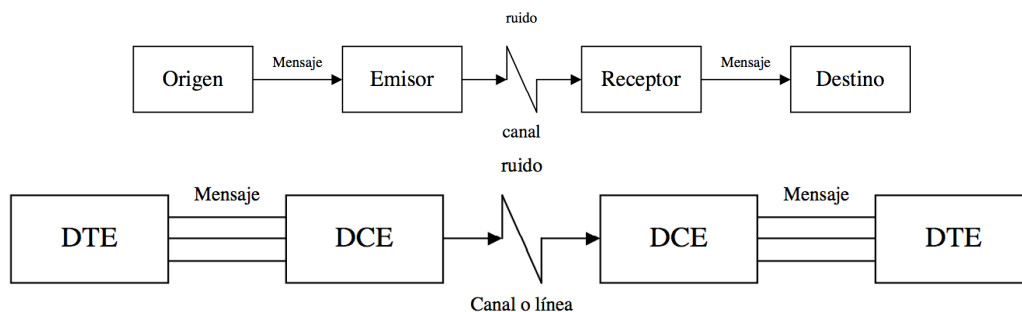 ruido
Mensaje
Mensaje
Origen
Emisor
Receptor
Destino
canal
ruido
Mensaje
Mensaje
DTE
DCE
DCE
DTE
Canal o línea